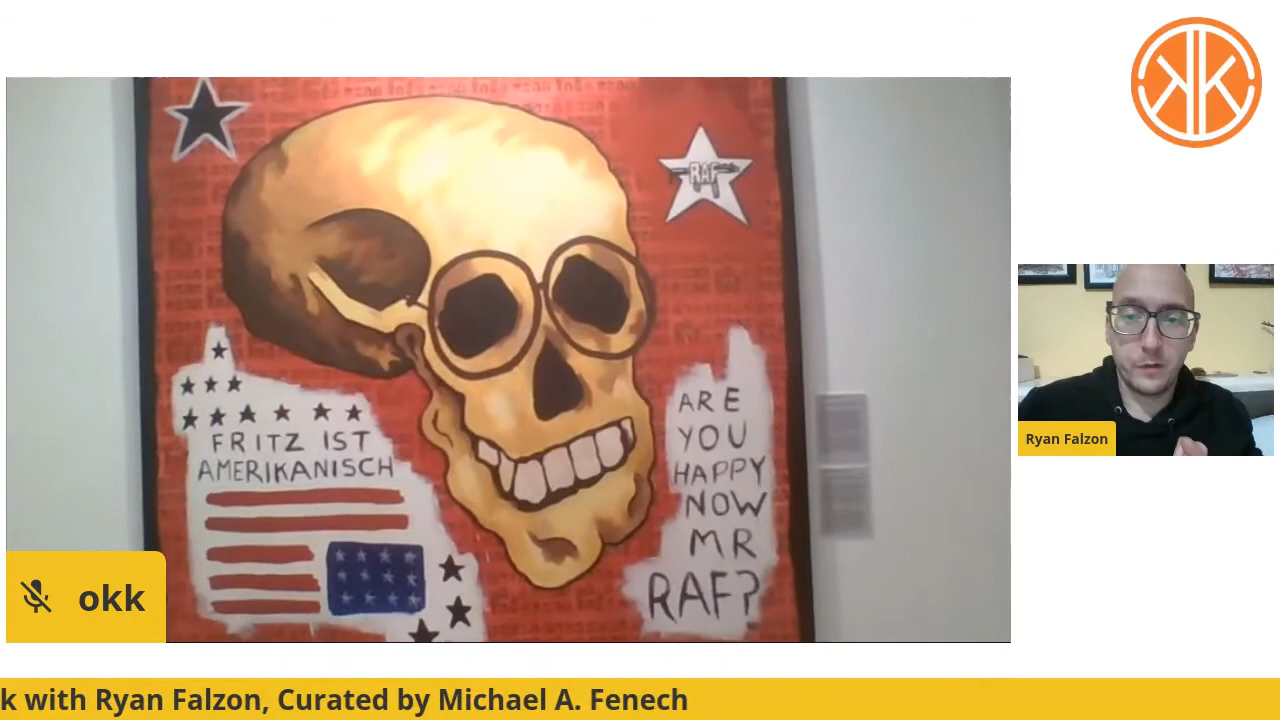 RAF
FRITZ IST
AMERIKANISCH
ARE
YOU
HAPPY
NOW
MR
RAF?
Ryan Falzon
okk
k with Ryan Falzon, Curated by Michael A. Fenech